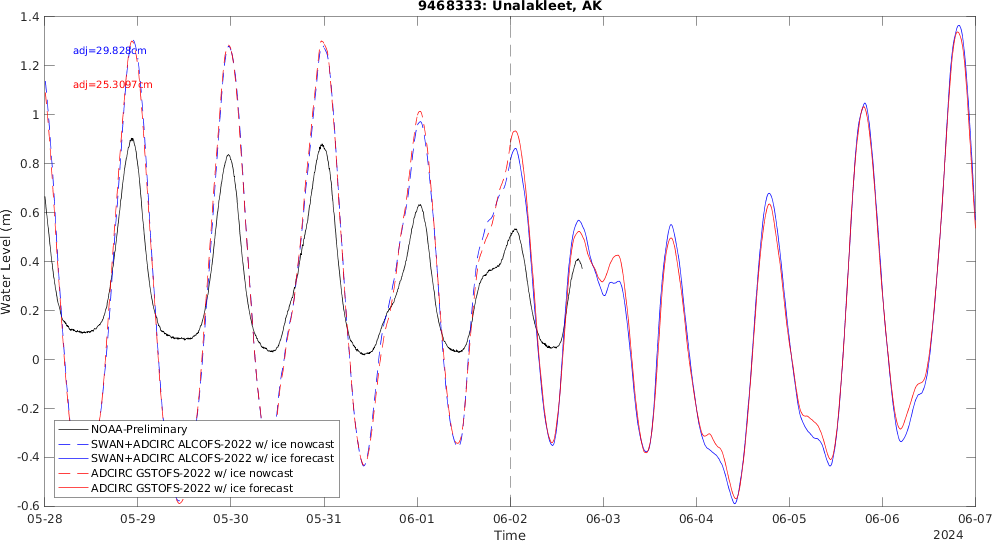 9468333: Unalakleet, AK
1.4
1.2
1
0.8
0.6
0.4
0.2
0
-0.2
-0.4
-0.6
Water Level (m)
adj=29.828cm
adj=25.3097cm
NOAA-Preliminary
SWAN+ADCIRC ALCOFS-2022 w/ ice nowcast
SWAN+ADCIRC ALCOFS-2022 w/ ice forecast
ADCIRC GSTOFS-2022 w/ ice nowcast
ADCIRC GSTOFS-2022 w/ ice forecast
05-28 05-29 05-30 05-31 06-01 06-02 06-03 06-04 06-05 06-06 06-07
Time
2024